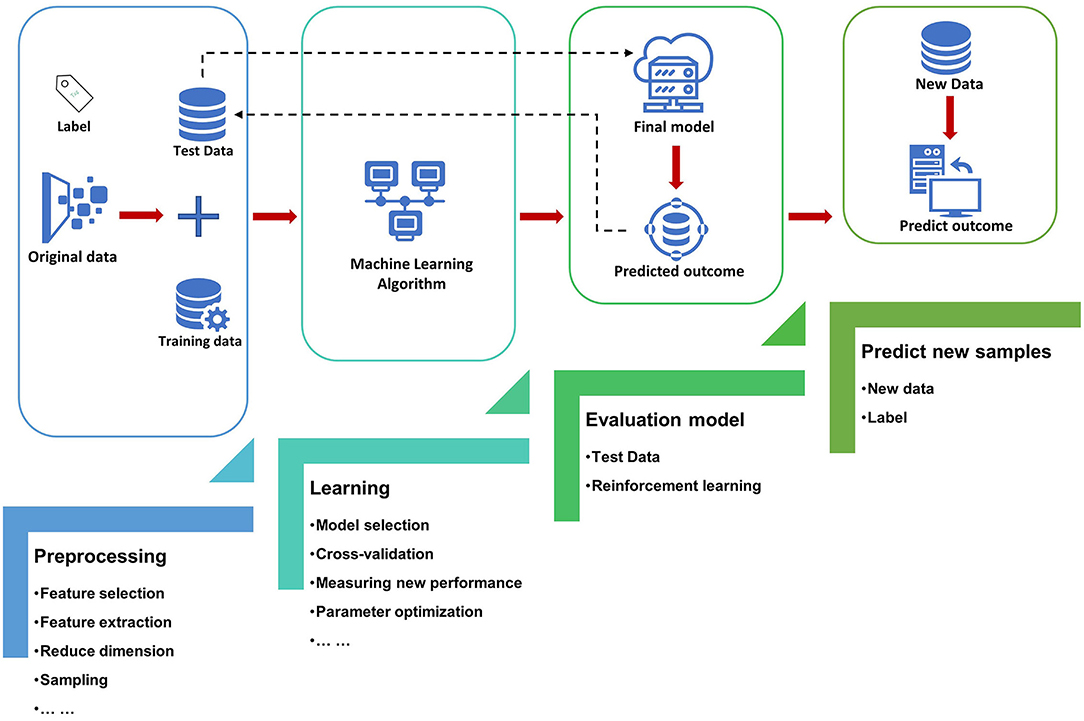 Label
Test Data
Original data
Training data
Machine Learning
Algorithm
Final model
Predicted outcome
New Data
Predict outcome
Preprocessing
•Feature selection
•Feature extraction
•Reduce dimension
•Sampling
•... ...
Learning
•Model selection
•Cross-validation
•Measuring new performance
•Parameter optimization
•... ...
Evaluation model
•Test Data
•Reinforcement learning
Predict new samples
•New data
•Label